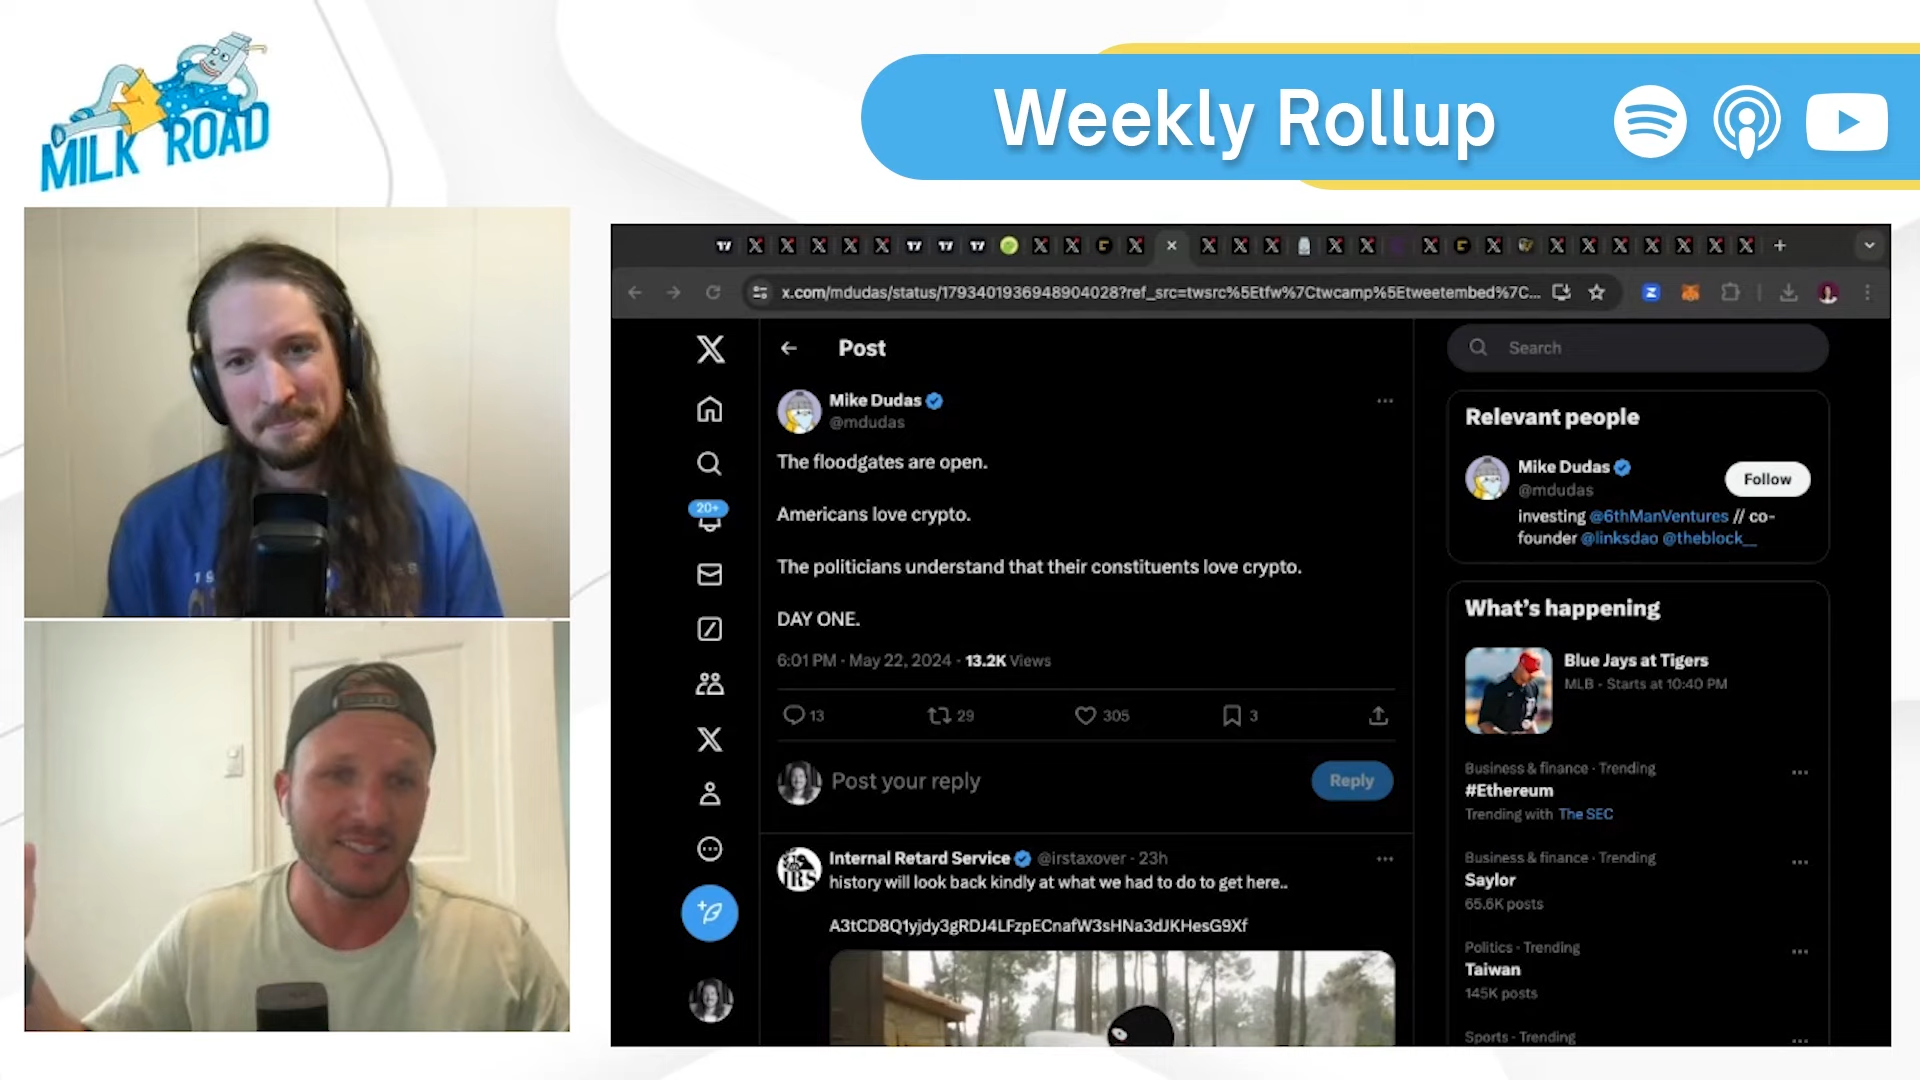 MILK ROAD
Weekly Rollup
x.com/mdudas/status/1793401936948904028?ref_src=twsrc%5Etfw%7Ctwcamp%5Etweetembed%7C...
Post
Search
Mike Dudas
@mdudas
The floodgates are open.
Americans love crypto.
The politicians understand that their constituents love crypto.
DAY ONE.
6:01 PM · May 22, 2024 · 13.2K Views
13
29
305
3
Post your reply
Reply
Internal Retard Service @irstaxover · 23h
history will look back kindly at what we had to do to get here..
A3tCD8Q1yjdy3gRDJ4LFzpECnafW3sHNa3dJKHesG9Xf
20+
IRS
Relevant people
Mike Dudas
@mdudas
Follow
investing @6thManVentures // co-
founder @linksdao @theblock__
What's happening
Blue Jays at Tigers
MLB · Starts at 10:40 PM
Business & finance · Trending
#Ethereum
Trending with The SEC
Business & finance · Trending
Saylor
65.6K posts
Politics · Trending
Taiwan
145K posts
Sports · Trending